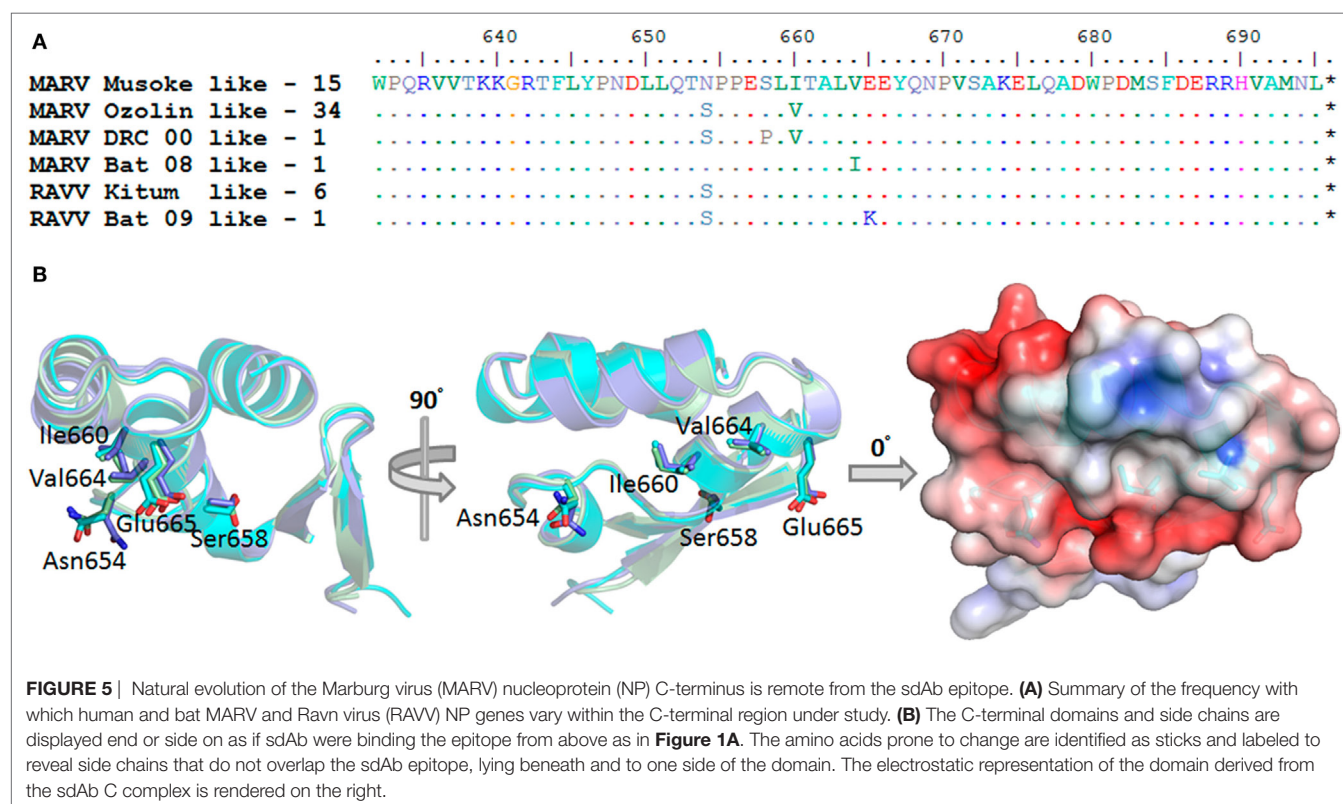 A
640 650 660 670 680 690
MARV Musoke like - 15 WPQRVVTKKGRTFLYPNDLLQTNPPESLITALVEEYQNPVSAKELQADWPDMSFDERRHVAMNL*
MARV Ozolin like - 34 ......................S.....V...................................*
MARV DRC 00 like - 1 ......................S...P.V...................................*
MARV Bat 08 like - 1 ................................I...............................*
RAVV Kitum like - 6 ......................S.........................................*
RAVV Bat 09 like - 1 ......................S..........K..............................*
B
90°
0°
Ile660
Val664
Glu665
Ser658
Asn654
Val664
Ile660
Asn654
Ser658
Glu665
FIGURE 5 | Natural evolution of the Marburg virus (MARV) nucleoprotein (NP) C-terminus is remote from the sdAb epitope. (A) Summary of the frequency with
which human and bat MARV and Ravn virus (RAVV) NP genes vary within the C-terminal region under study. (B) The C-terminal domains and side chains are
displayed end or side on as if sdAb were binding the epitope from above as in Figure 1A. The amino acids prone to change are identified as sticks and labeled to
reveal side chains that do not overlap the sdAb epitope, lying beneath and to one side of the domain. The electrostatic representation of the domain derived from
the sdAb C complex is rendered on the right.